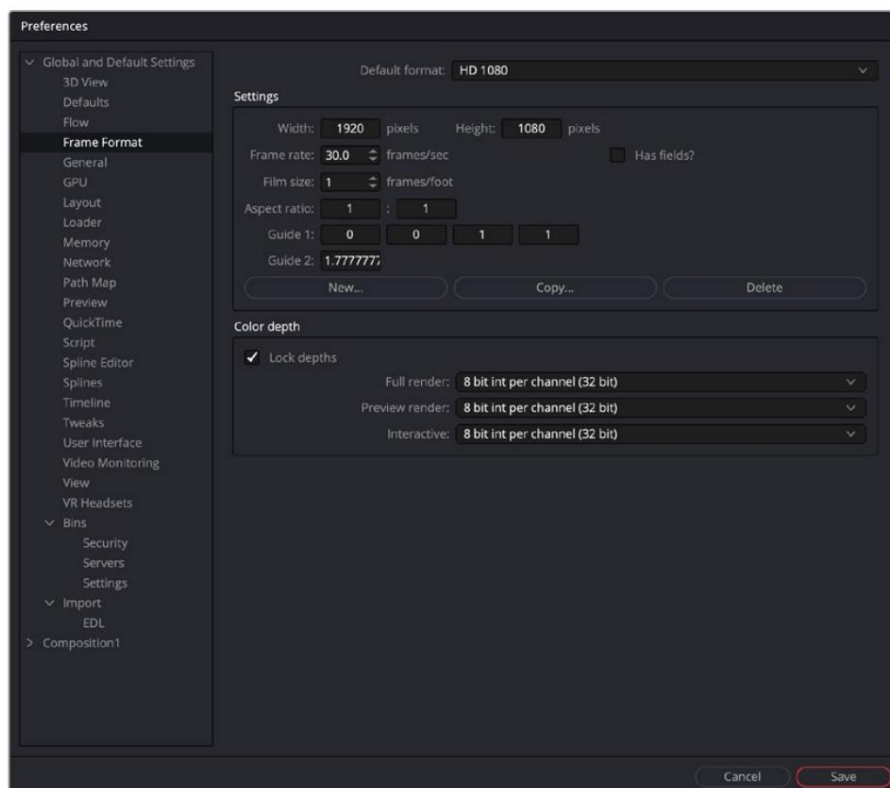 Preferences
Global and Default Settings
3D View
Defaults
Flow
Frame Format
General
GPU
Layout
Loader
Memory
Network
Path Map
Preview
QuickTime
Script
Spline Editor
Splines
Timeline
Tweaks
User Interface
Video Monitoring
View
VR Headsets
Bins
Security
Servers
Settings
Import
EDL
Composition1
Default format: HD 1080
Settings
Width: 1920 pixels Height: 1080 pixels
Frame rate: 30.0 frames/sec Has fields?
Film size: 1 frames/foot
Aspect ratio: 1 : 1
Guide 1: 0 0 1 1
Guide 2: 1.7777777
New... Copy... Delete
Color depth
Lock depths
Full render: 8 bit int per channel (32 bit)
Preview render: 8 bit int per channel (32 bit)
Interactive: 8 bit int per channel (32 bit)
Cancel Save